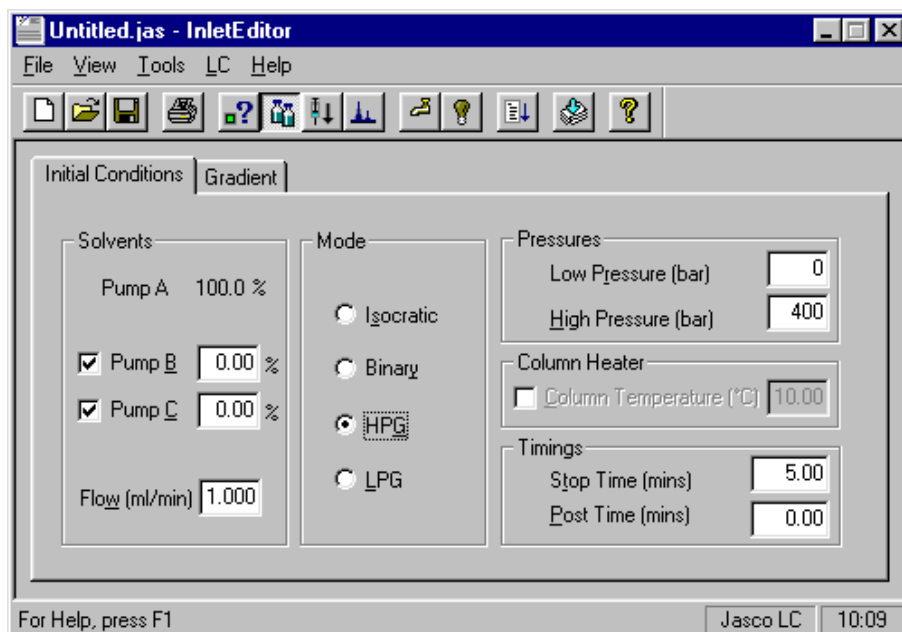 Untitled.jas - InletEditor
File View Tools LC Help
Initial Conditions Gradient
Solvents
Pump A 100.0 %
Pump B 0.00 %
Pump C 0.00 %
Flow (ml/min) 1.000
Mode
Isocratic
Binary
HPG
LPG
Pressures
Low Pressure (bar) 0
High Pressure (bar) 400
Column Heater
Column Temperature (°C) 10.00
Timings
Stop Time (mins) 5.00
Post Time (mins) 0.00
For Help, press F1 Jasco LC 10:09